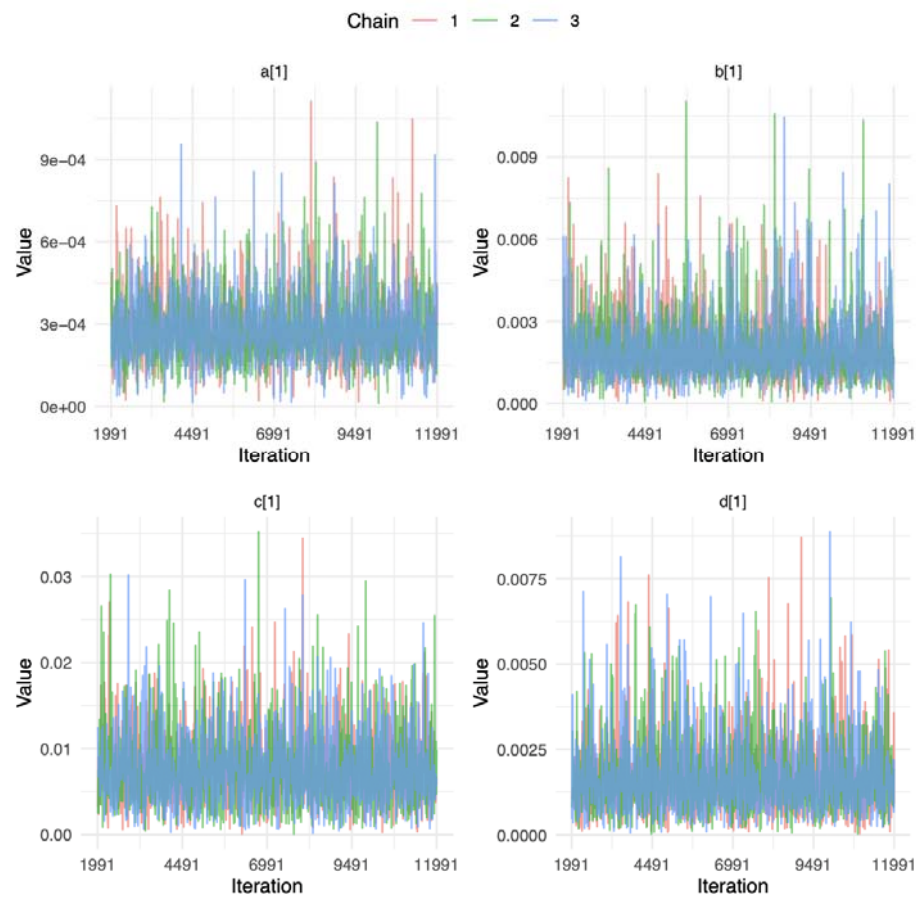 Chain 1 2 3
a[1] b[1]
9e−04
6e−04
3e−04
0e+00
Value
1991 4491 6991 9491 11991
Iteration
0.009
0.006
0.003
0.000
Value
1991 4491 6991 9491 11991
Iteration
c[1] d[1]
0.03
0.02
0.01
0.00
Value
1991 4491 6991 9491 11991
Iteration
0.0075
0.0050
0.0025
0.0000
Value
1991 4491 6991 9491 11991
Iteration